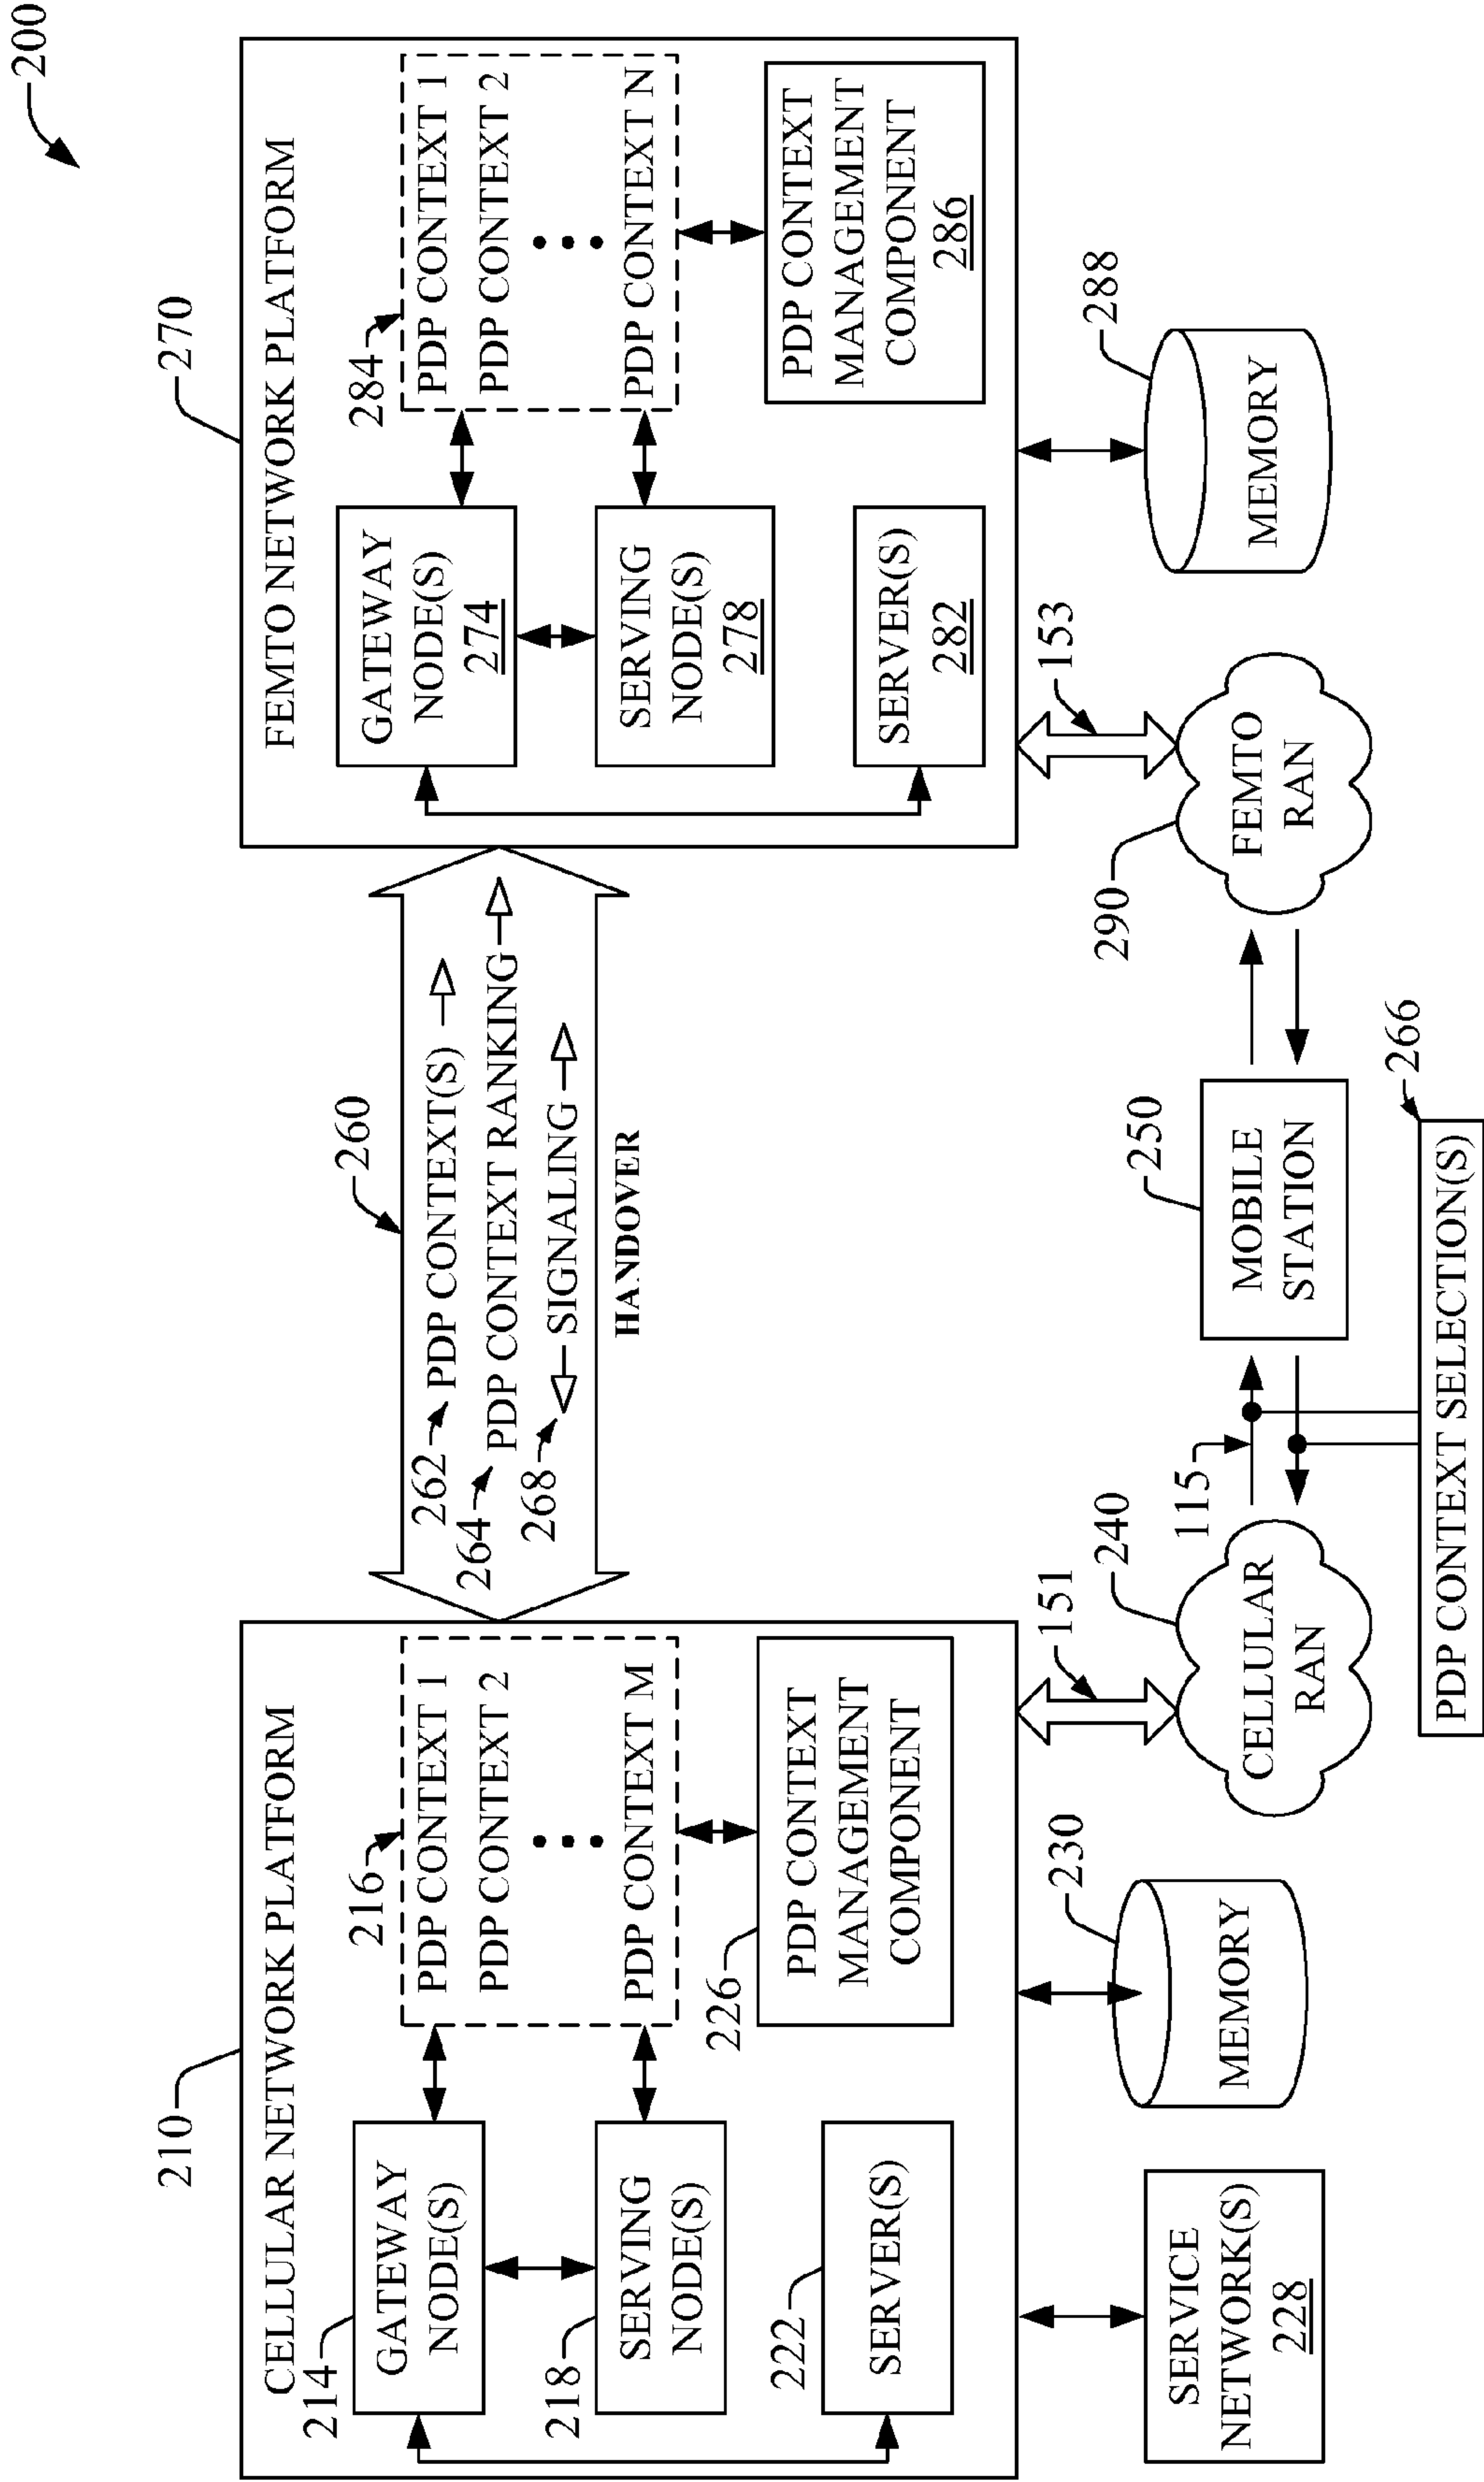 200
210
CELLULAR NETWORK PLATFORM
214
GATEWAY
NODE(S)
216
PDP CONTEXT 1
PDP CONTEXT 2
PDP CONTEXT M
218
SERVING
NODE(S)
222
SERVER(S)
226
PDP CONTEXT
MANAGEMENT
COMPONENT
260
262
PDP CONTEXT(S)
264
PDP CONTEXT RANKING
268
SIGNALING
HANDOVER
270
FEMTO NETWORK PLATFORM
GATEWAY
NODE(S)
274
284
PDP CONTEXT 1
PDP CONTEXT 2
PDP CONTEXT N
SERVING
NODE(S)
278
SERVER(S)
282
PDP CONTEXT
MANAGEMENT
COMPONENT
286
SERVICE
NETWORK(S)
228
230
MEMORY
151
240
CELLULAR
RAN
115
250
MOBILE
STATION
290
153
FEMTO
RAN
288
MEMORY
266
PDP CONTEXT SELECTION(S)